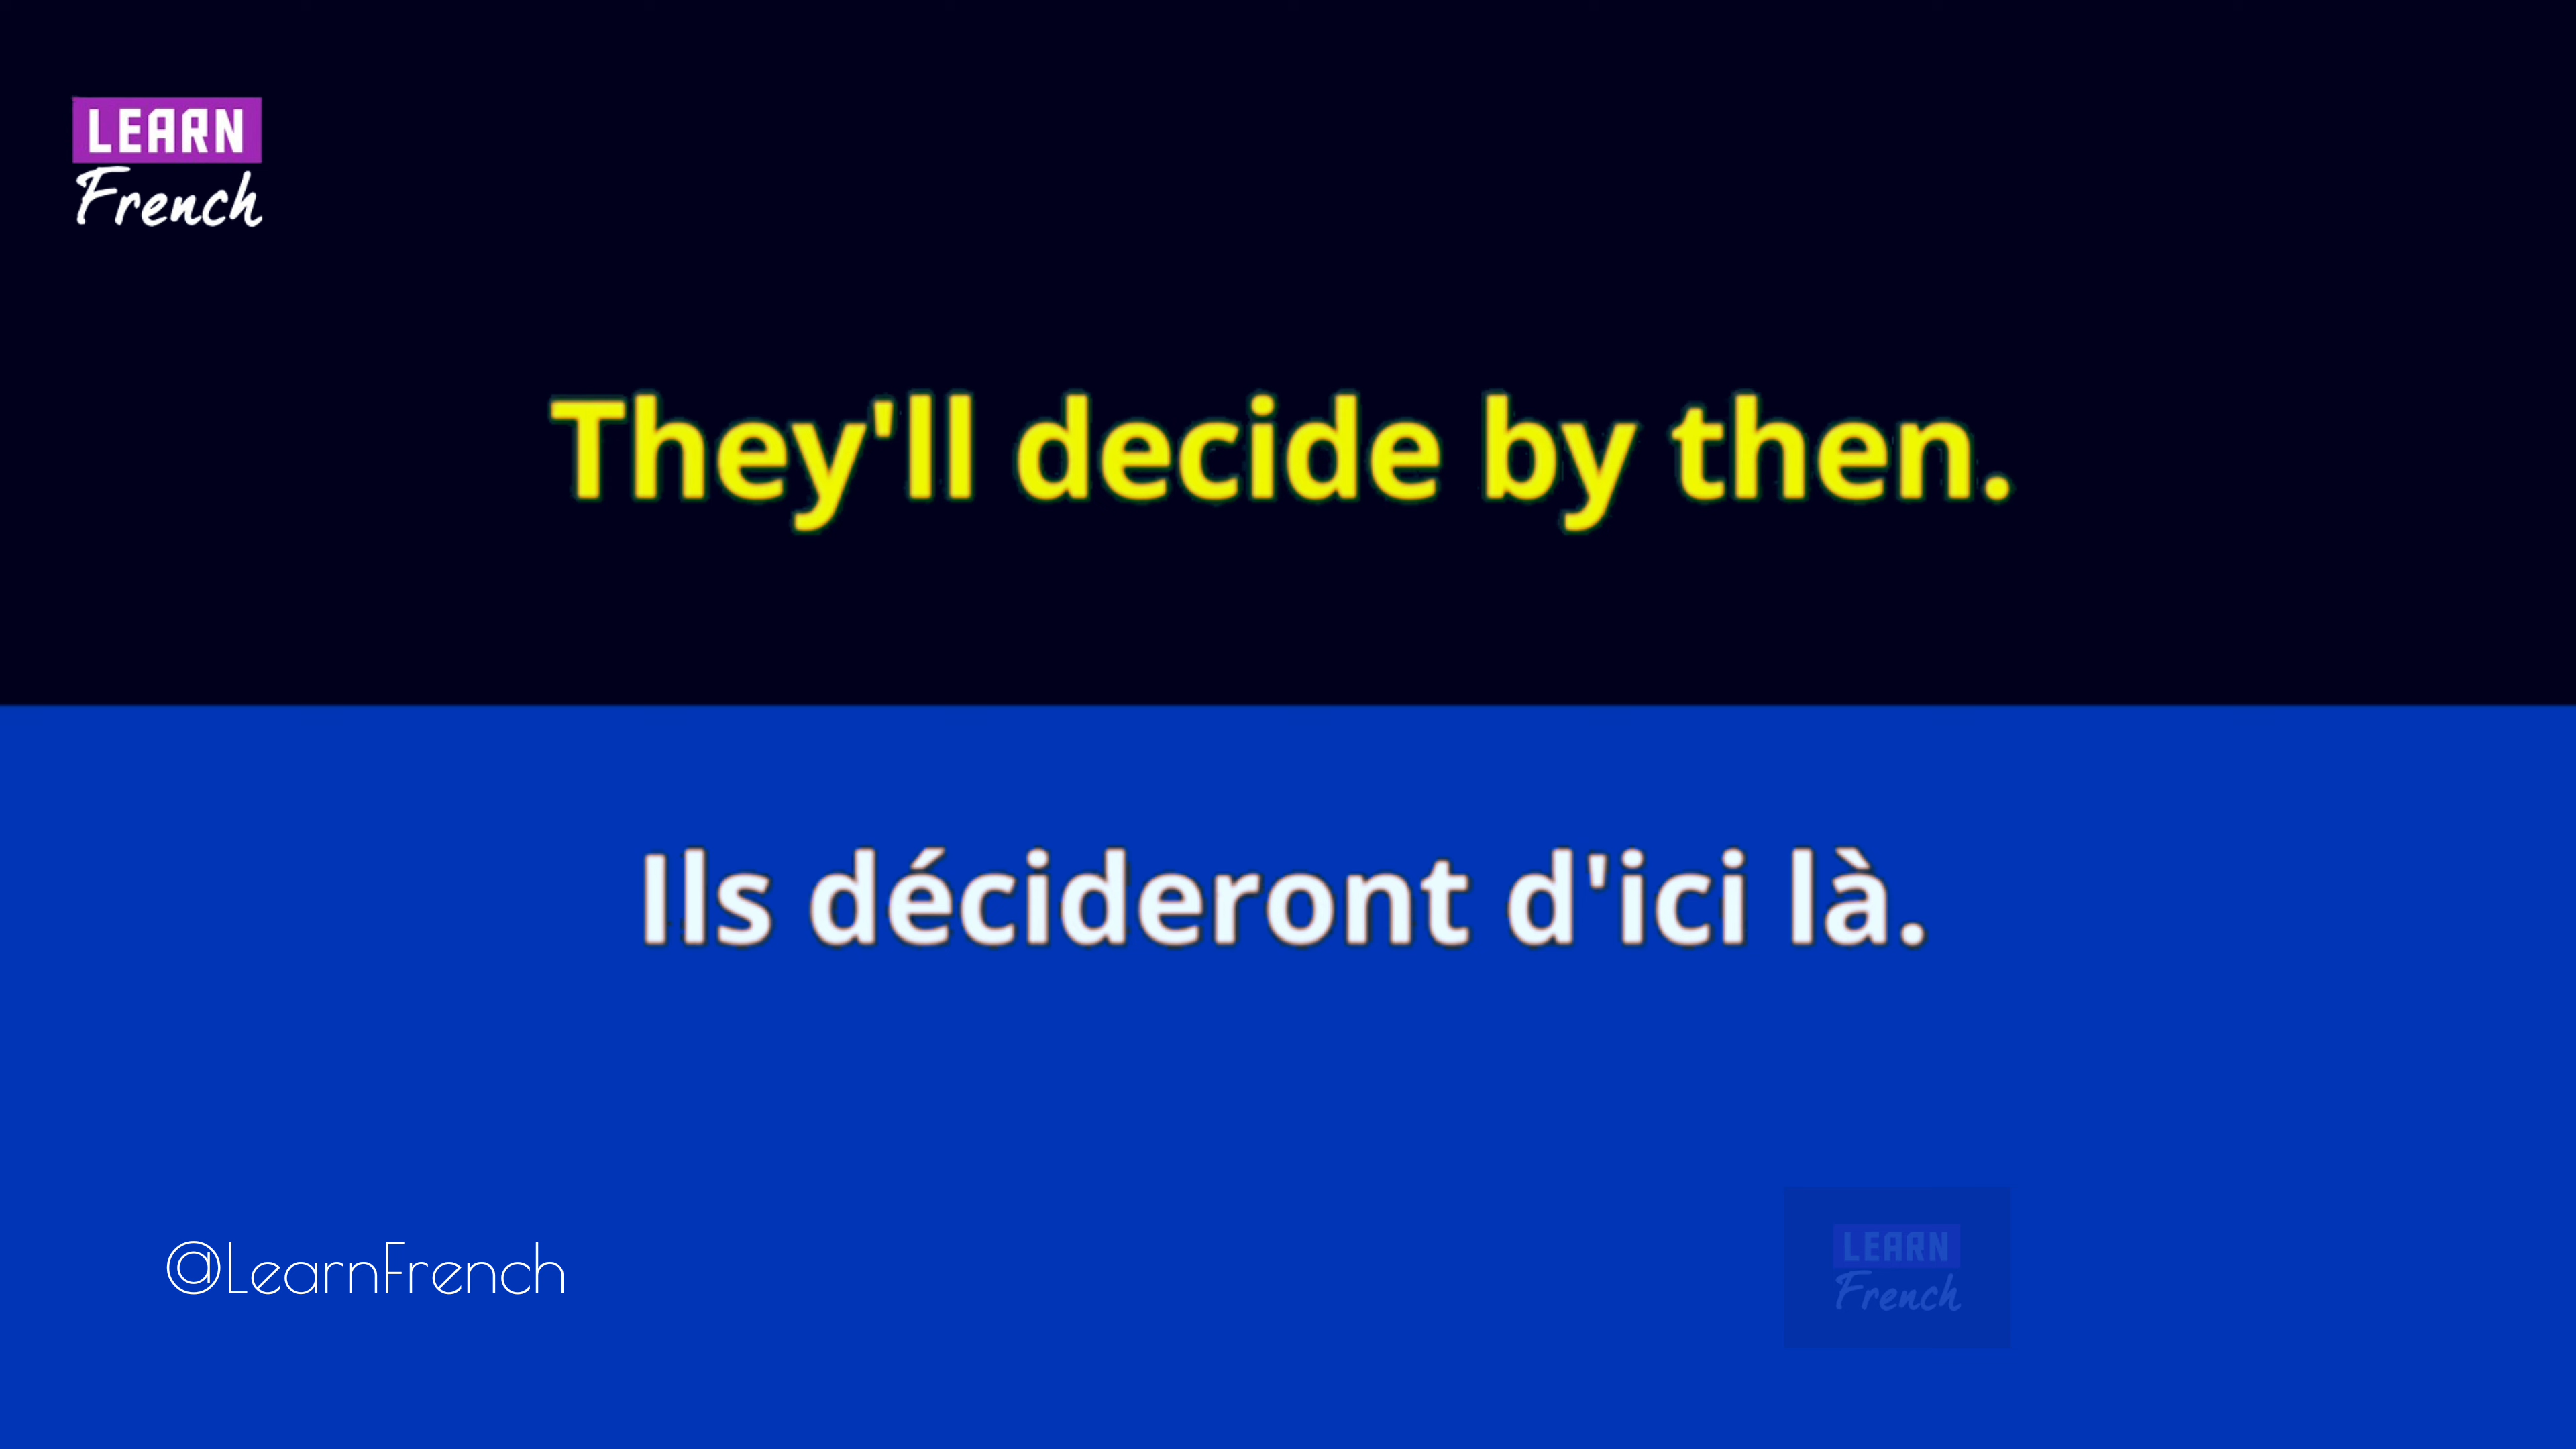 LEARN
French
They'll decide by then.
Ils décideront d'ici là.
@LearnFrench
LEARN
French